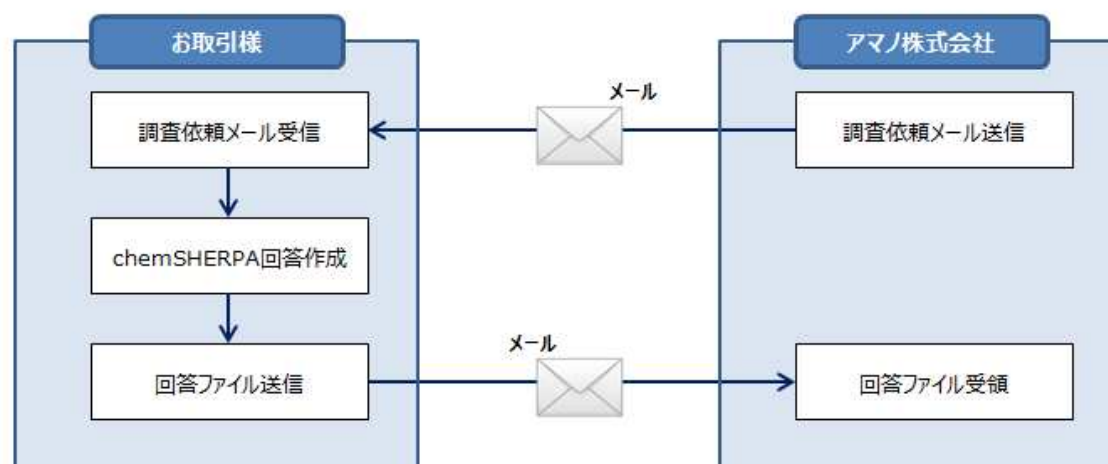 お取引様
アマノ株式会社
メール
調査依頼メール受信
調査依頼メール送信
chemSHERPA回答作成
メール
回答ファイル送信
回答ファイル受領